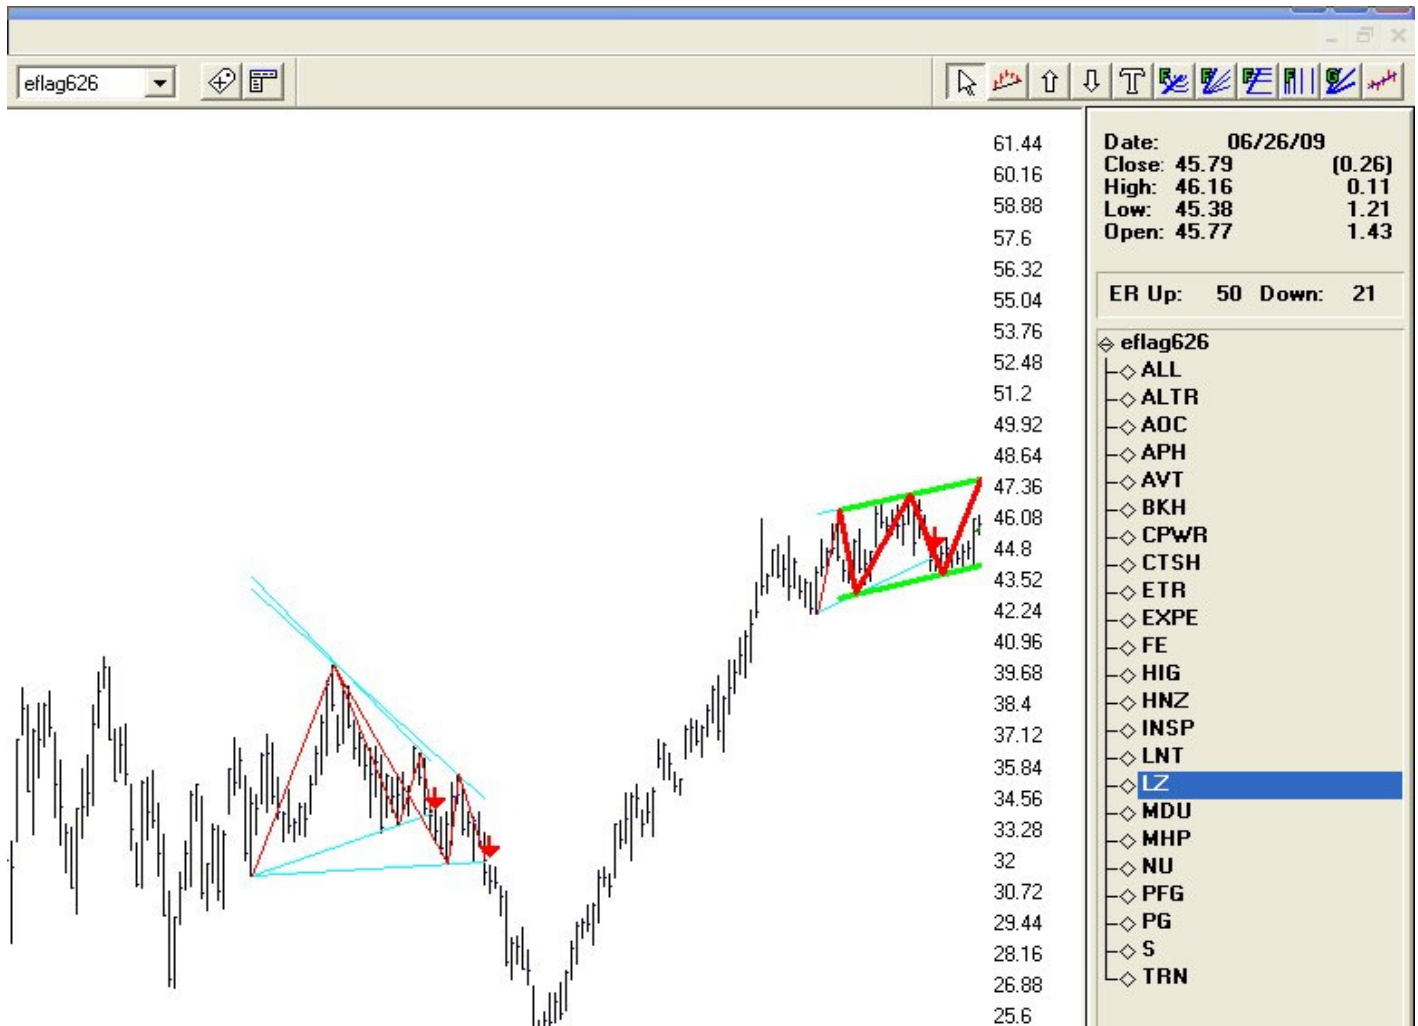 eflag626
61.44
60.16
58.88
57.6
56.32
55.04
53.76
52.48
51.2
49.92
48.64
47.36
46.08
44.8
43.52
42.24
40.96
39.68
38.4
37.12
35.84
34.56
33.28
32
30.72
29.44
28.16
26.88
25.6
Date: 06/26/09
Close: 45.79 (0.26)
High: 46.16 0.11
Low: 45.38 1.21
Open: 45.77 1.43
ER Up: 50 Down: 21
eflag626
ALL
ALTR
AOC
APH
AVT
BKH
CPWR
CTSH
ETR
EXPE
FE
HIG
HNZ
INSP
LNT
LZ
MDU
MHP
NU
PFG
PG
S
TRN